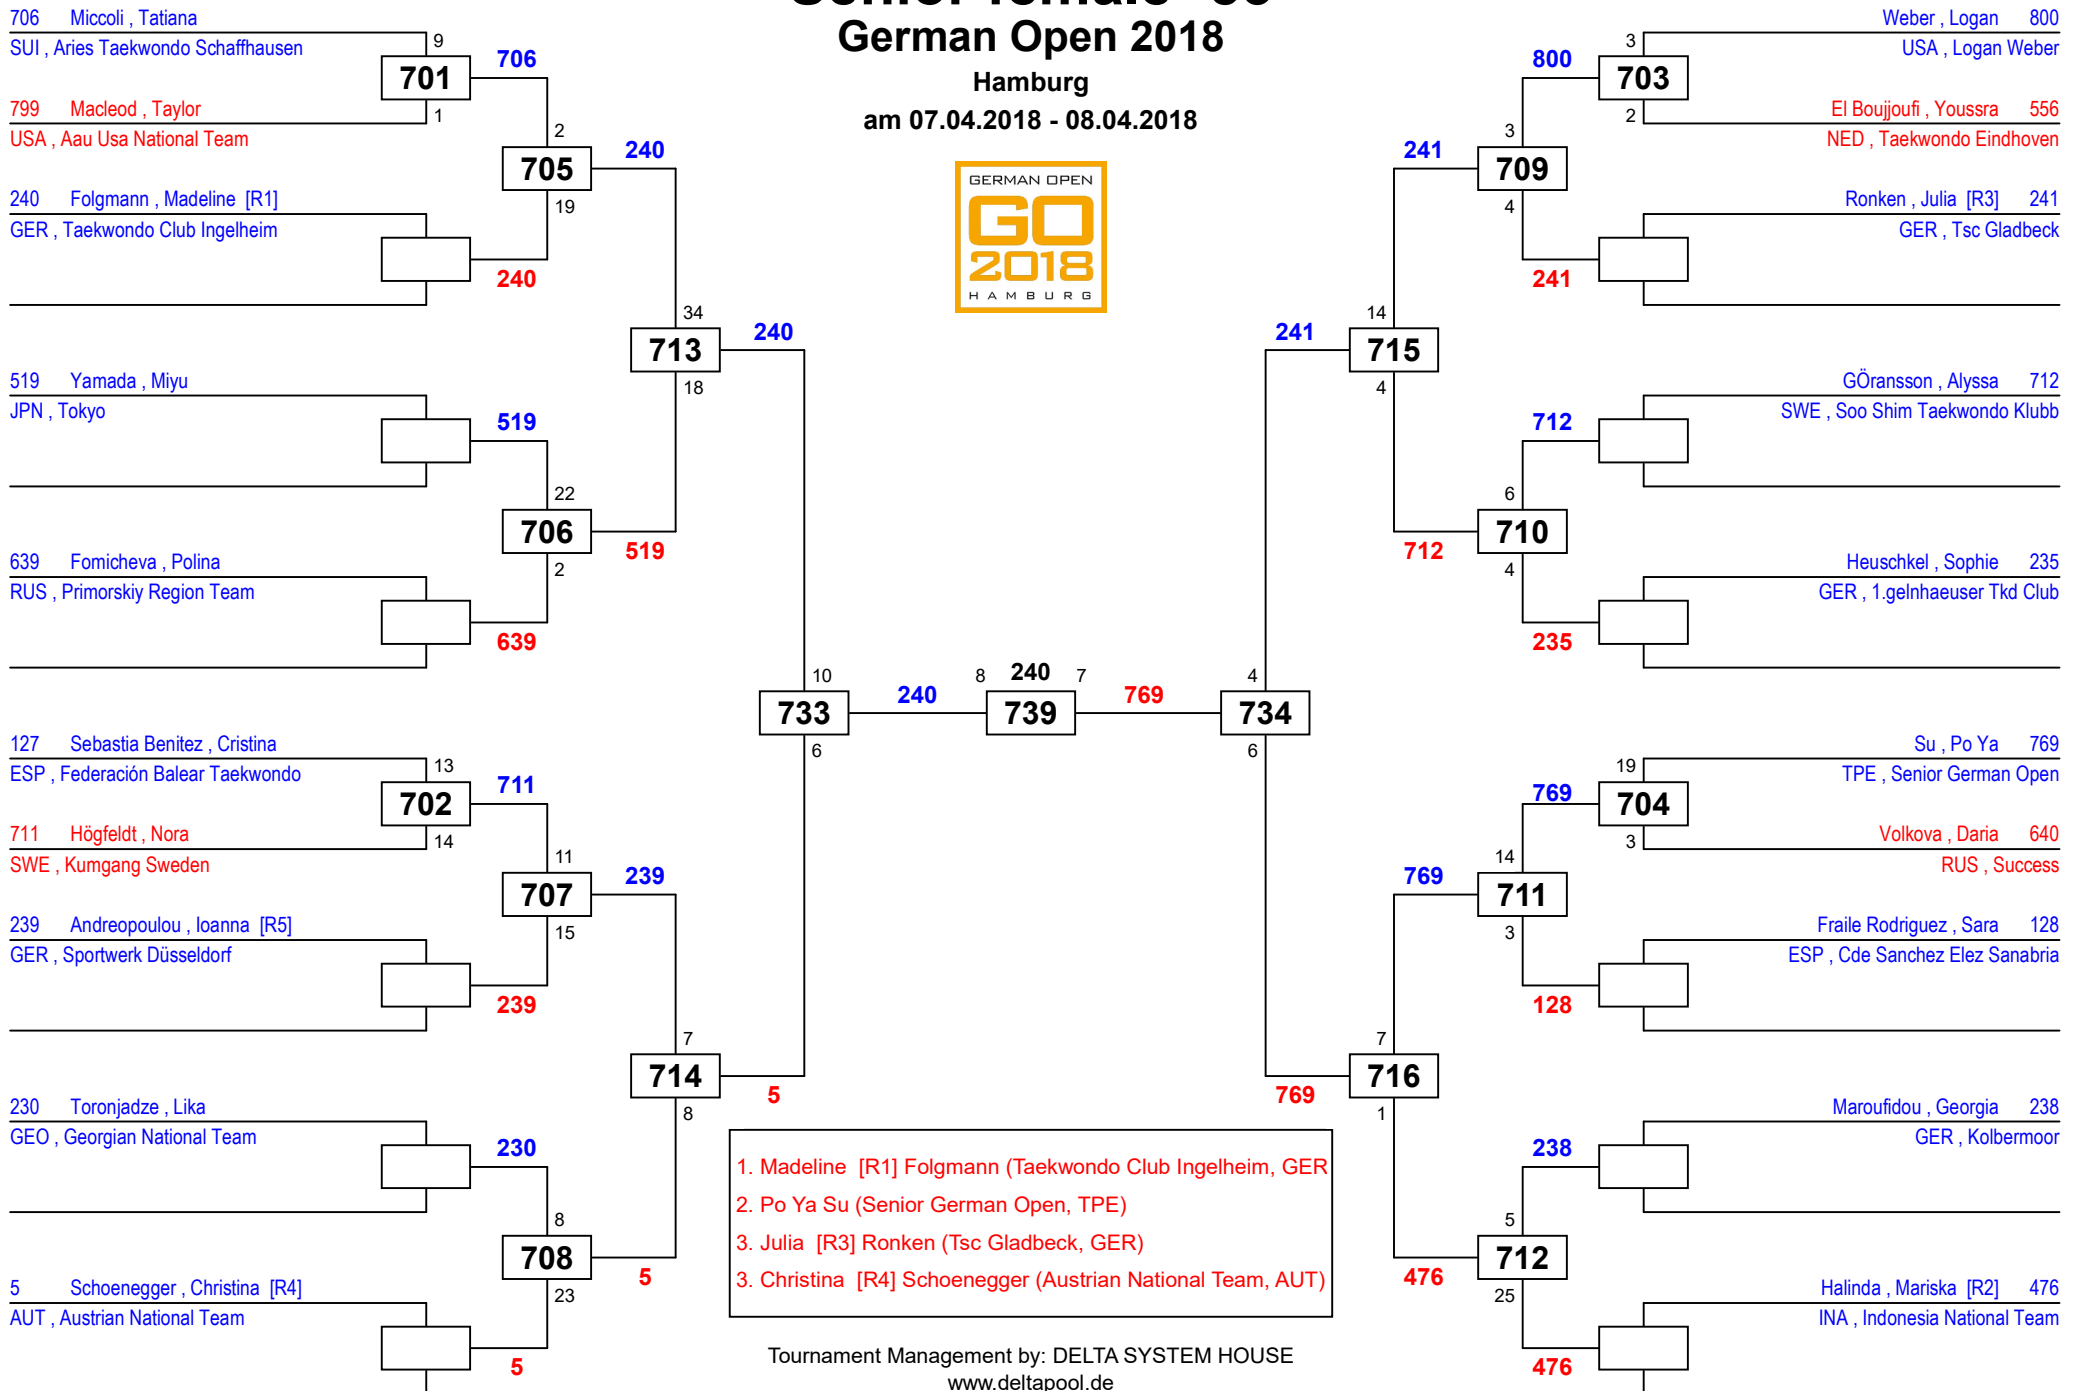 German Open 2018
Hamburg
am 07.04.2018 - 08.04.2018
GERMAN OPEN
GO
2018
HAMBURG
706 Miccoli , Tatiana
SUI , Aries Taekwondo Schaffhausen
9
701
706
1
799 Macleod , Taylor
USA , Aau Usa National Team
2
705
240
19
240 Folgmann , Madeline [R1]
GER , Taekwondo Club Ingelheim
240
34
713
240
18
519 Yamada , Miyu
JPN , Tokyo
519
22
706
519
2
639 Fomicheva , Polina
RUS , Primorskiy Region Team
639
10
733
240
6
127 Sebastia Benitez , Cristina
ESP , Federación Balear Taekwondo
13
702
711
14
711 Högfeldt , Nora
SWE , Kumgang Sweden
11
707
239
15
239 Andreopoulou , Ioanna [R5]
GER , Sportwerk Düsseldorf
239
7
714
5
8
230 Toronjadze , Lika
GEO , Georgian National Team
230
8
708
5
23
5 Schoenegger , Christina [R4]
AUT , Austrian National Team
5
8 240 7
739
769
Weber , Logan 800
USA , Logan Weber
3
800
703
2
El Boujjoufi , Youssra 556
NED , Taekwondo Eindhoven
3
241
709
4
Ronken , Julia [R3] 241
GER , Tsc Gladbeck
241
14
241
715
4
GÖransson , Alyssa 712
SWE , Soo Shim Taekwondo Klubb
712
6
710
712
4
Heuschkel , Sophie 235
GER , 1.gelnhaeuser Tkd Club
235
4
734
6
Su , Po Ya 769
TPE , Senior German Open
19
769
704
3
Volkova , Daria 640
RUS , Success
14
769
711
3
Fraile Rodriguez , Sara 128
ESP , Cde Sanchez Elez Sanabria
128
7
716
769
1
Maroufidou , Georgia 238
GER , Kolbermoor
238
5
712
476
25
Halinda , Mariska [R2] 476
INA , Indonesia National Team
476
1. Madeline [R1] Folgmann (Taekwondo Club Ingelheim, GER
2. Po Ya Su (Senior German Open, TPE)
3. Julia [R3] Ronken (Tsc Gladbeck, GER)
3. Christina [R4] Schoenegger (Austrian National Team, AUT)
Tournament Management by: DELTA SYSTEM HOUSE
www.deltapool.de